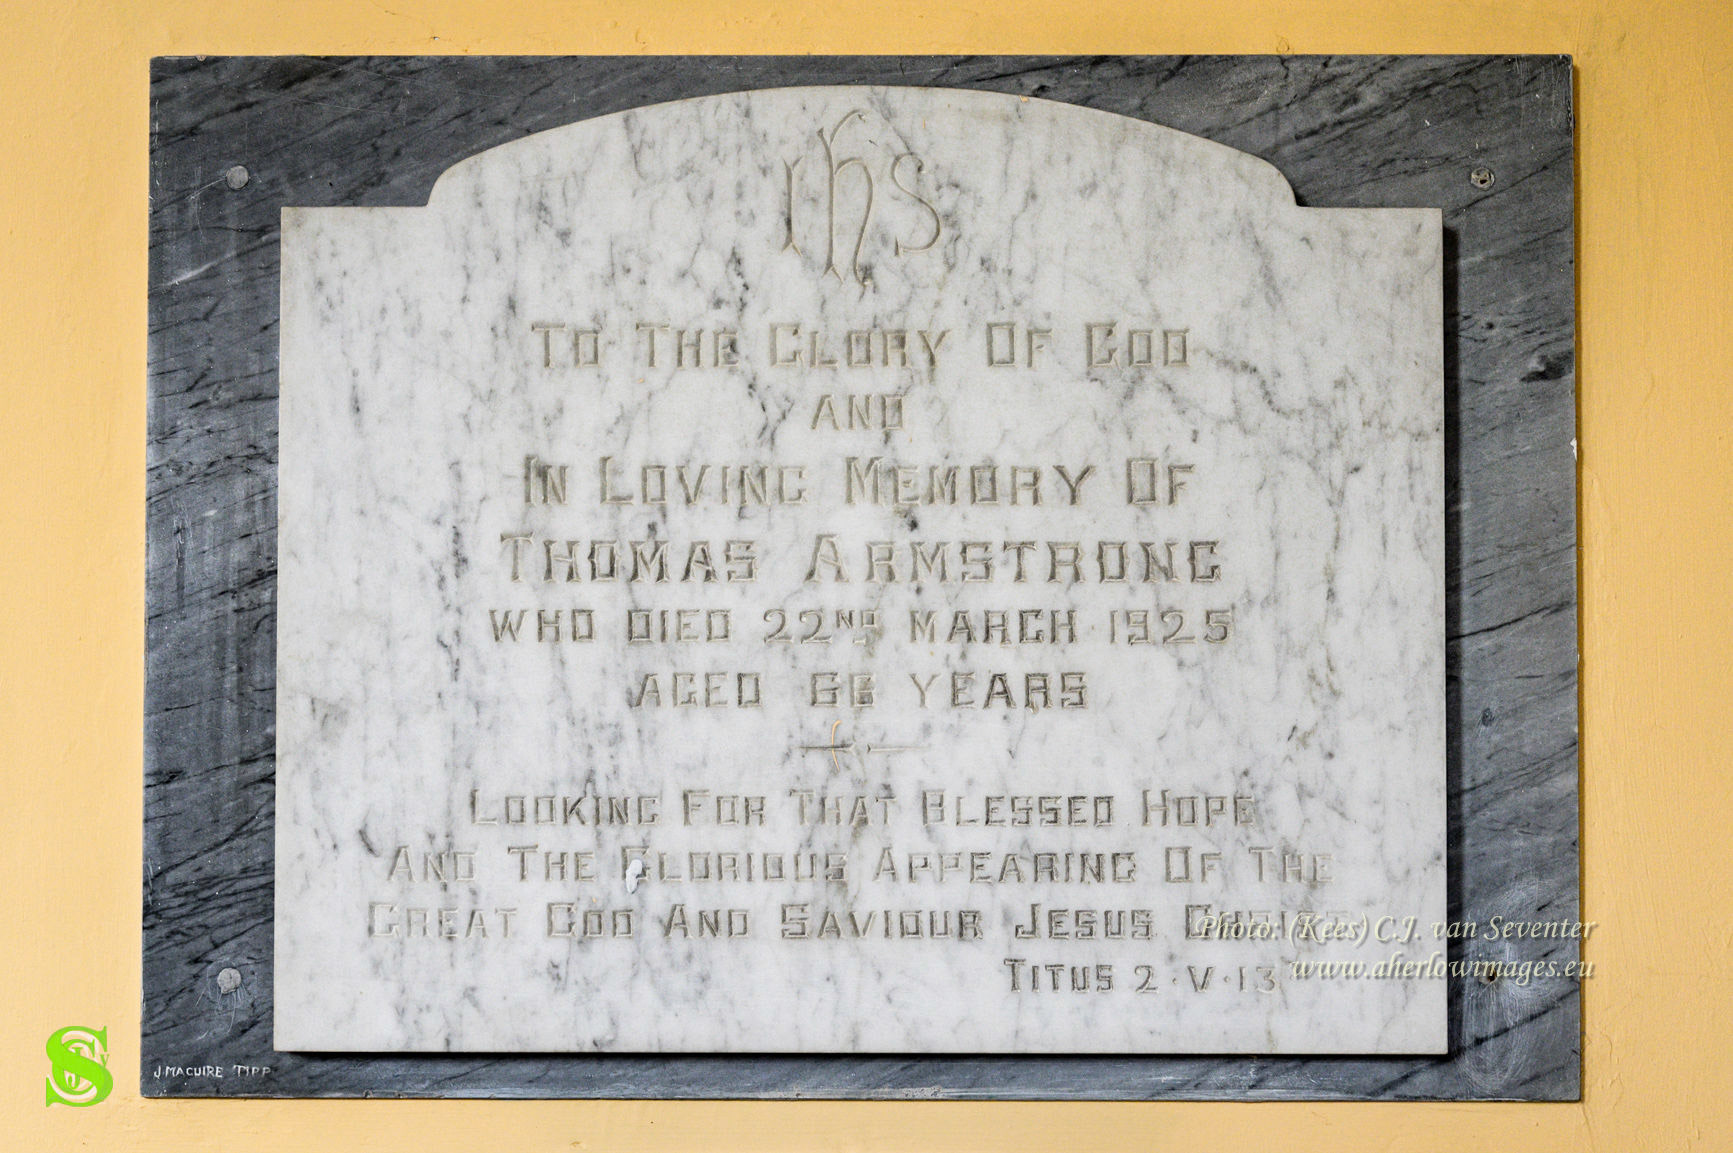 IHS
TO THE GLORY OF GOD
AND
IN LOVING MEMORY OF
THOMAS ARMSTRONG
WHO DIED 22ND MARCH 1925
AGED 66 YEARS
LOOKING FOR THAT BLESSED HOPE
AND THE GLORIOUS APPEARING OF THE
GREAT GOD AND SAVIOUR JESUS CHRIST
TITUS 2·V·13
Photo: (Kees) C.J. van Seventer
www.aherlowimages.eu
J. MAGUIRE TIPP